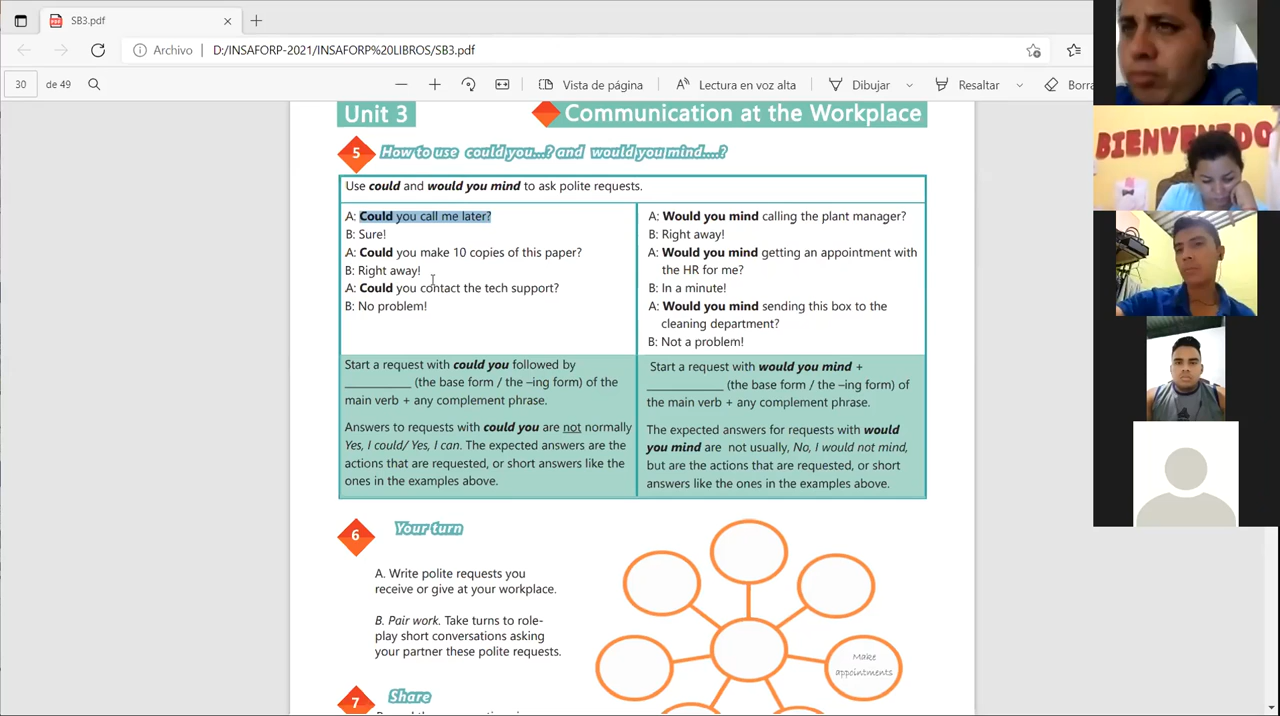 SB3.pdf
Archivo
D:/INSAFORP-2021/INSAFORP%20LIBROS/SB3.pdf
30
de 49
Vista de página
Lectura en voz alta
Dibujar
Resaltar
Borra
Unit 3
Communication at the Workplace
5
How to use could you...? and would you mind....?
Use could and would you mind to ask polite requests.
A: Could you call me later?
B: Sure!
A: Could you make 10 copies of this paper?
B: Right away!
A: Could you contact the tech support?
B: No problem!
A: Would you mind calling the plant manager?
B: Right away!
A: Would you mind getting an appointment with
the HR for me?
B: In a minute!
A: Would you mind sending this box to the
cleaning department?
B: Not a problem!
Start a request with could you followed by
___________ (the base form / the –ing form) of the
main verb + any complement phrase.
Answers to requests with could you are not normally
Yes, I could/ Yes, I can. The expected answers are the
actions that are requested, or short answers like the
ones in the examples above.
Start a request with would you mind +
_____________ (the base form / the –ing form) of
the main verb + any complement phrase.
The expected answers for requests with would
you mind are not usually, No, I would not mind,
but are the actions that are requested, or short
answers like the ones in the examples above.
6
Your turn
A. Write polite requests you
receive or give at your workplace.
B. Pair work. Take turns to role-
play short conversations asking
your partner these polite requests.
Make
appointments
7
Share
BIENVENIDO